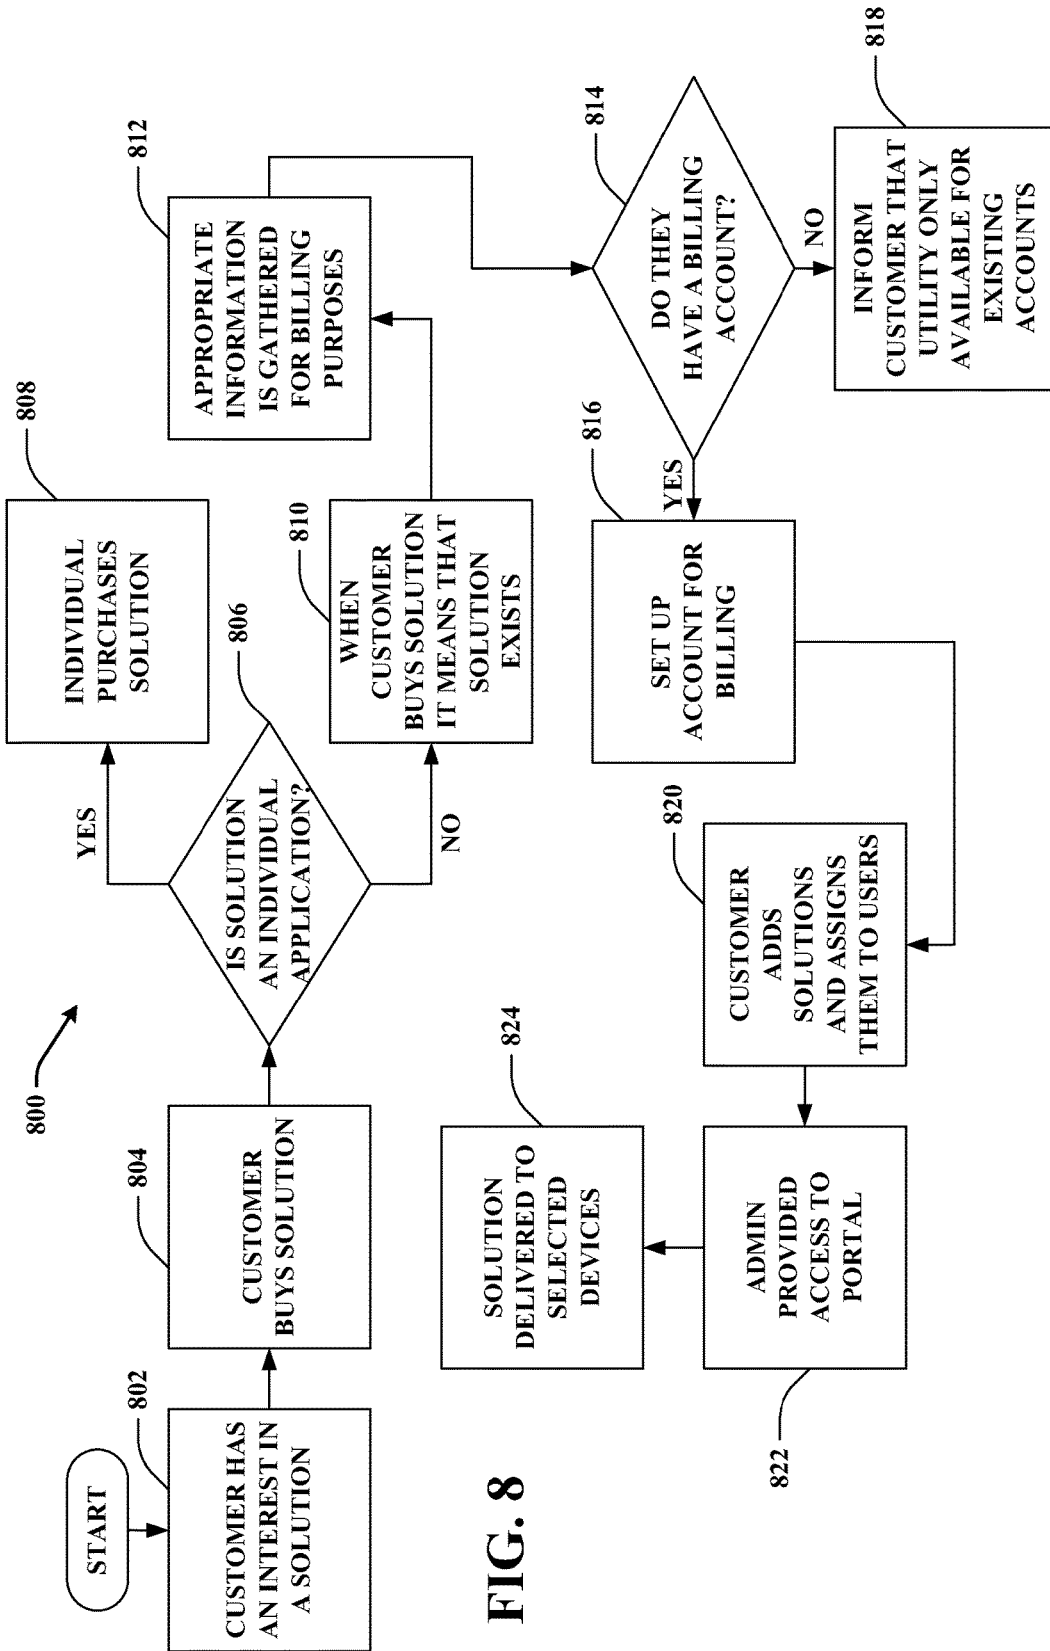 800
START
802
CUSTOMER HAS
AN INTEREST IN
A SOLUTION
804
CUSTOMER
BUYS SOLUTION
806
IS SOLUTION
AN INDIVIDUAL
APPLICATION?
YES
808
INDIVIDUAL
PURCHASES
SOLUTION
NO
810
WHEN
CUSTOMER
BUYS SOLUTION
IT MEANS THAT
SOLUTION
EXISTS
812
APPROPRIATE
INFORMATION
IS GATHERED
FOR BILLING
PURPOSES
814
DO THEY
HAVE A BILLING
ACCOUNT?
YES
816
SET UP
ACCOUNT FOR
BILLING
NO
818
INFORM
CUSTOMER THAT
UTILITY ONLY
AVAILABLE FOR
EXISTING
ACCOUNTS
820
CUSTOMER
ADDS
SOLUTIONS
AND ASSIGNS
THEM TO USERS
822
ADMIN
PROVIDED
ACCESS TO
PORTAL
824
SOLUTION
DELIVERED TO
SELECTED
DEVICES
FIG. 8